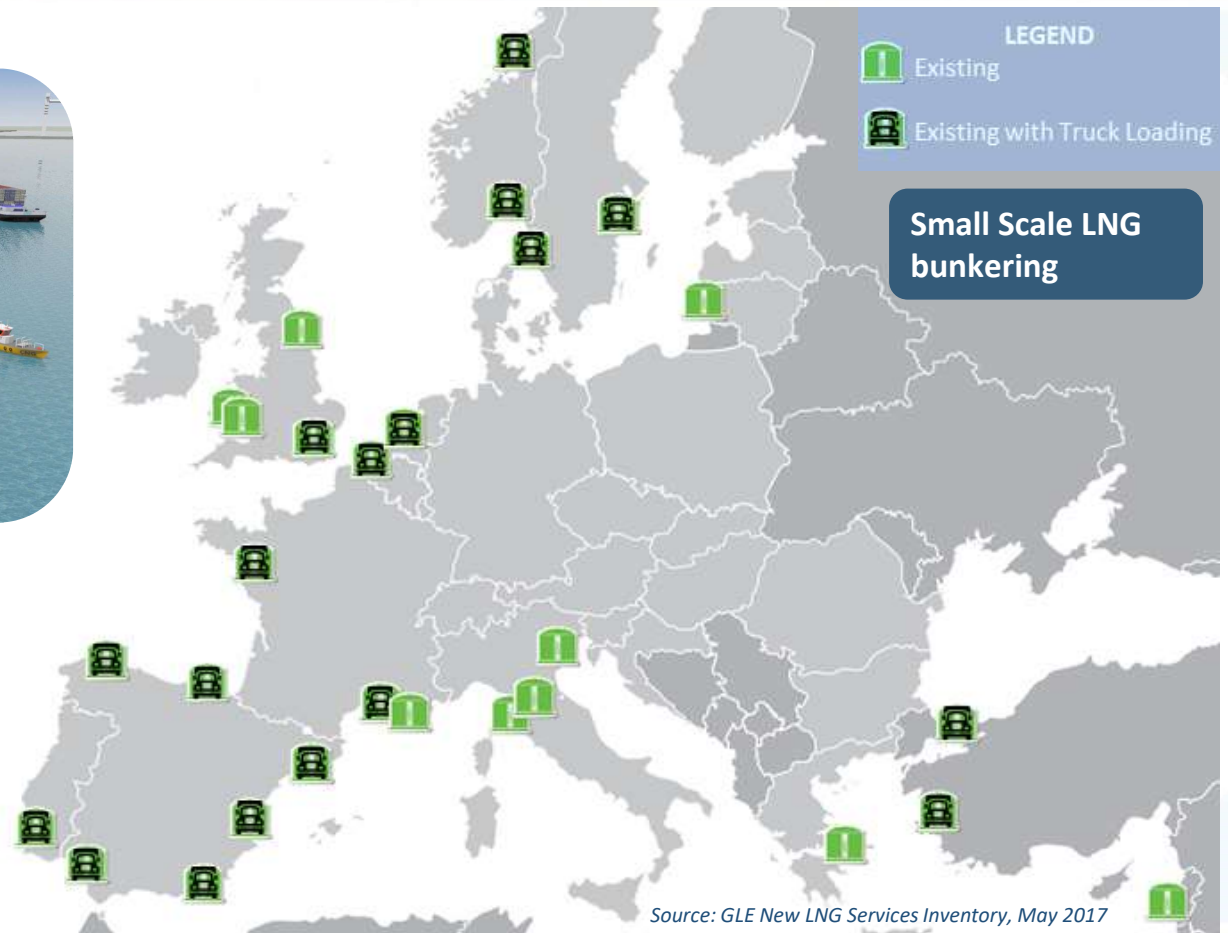 LEGEND
Existing
Existing with Truck Loading
Small Scale LNG
bunkering
Source: GLE New LNG Services Inventory, May 2017